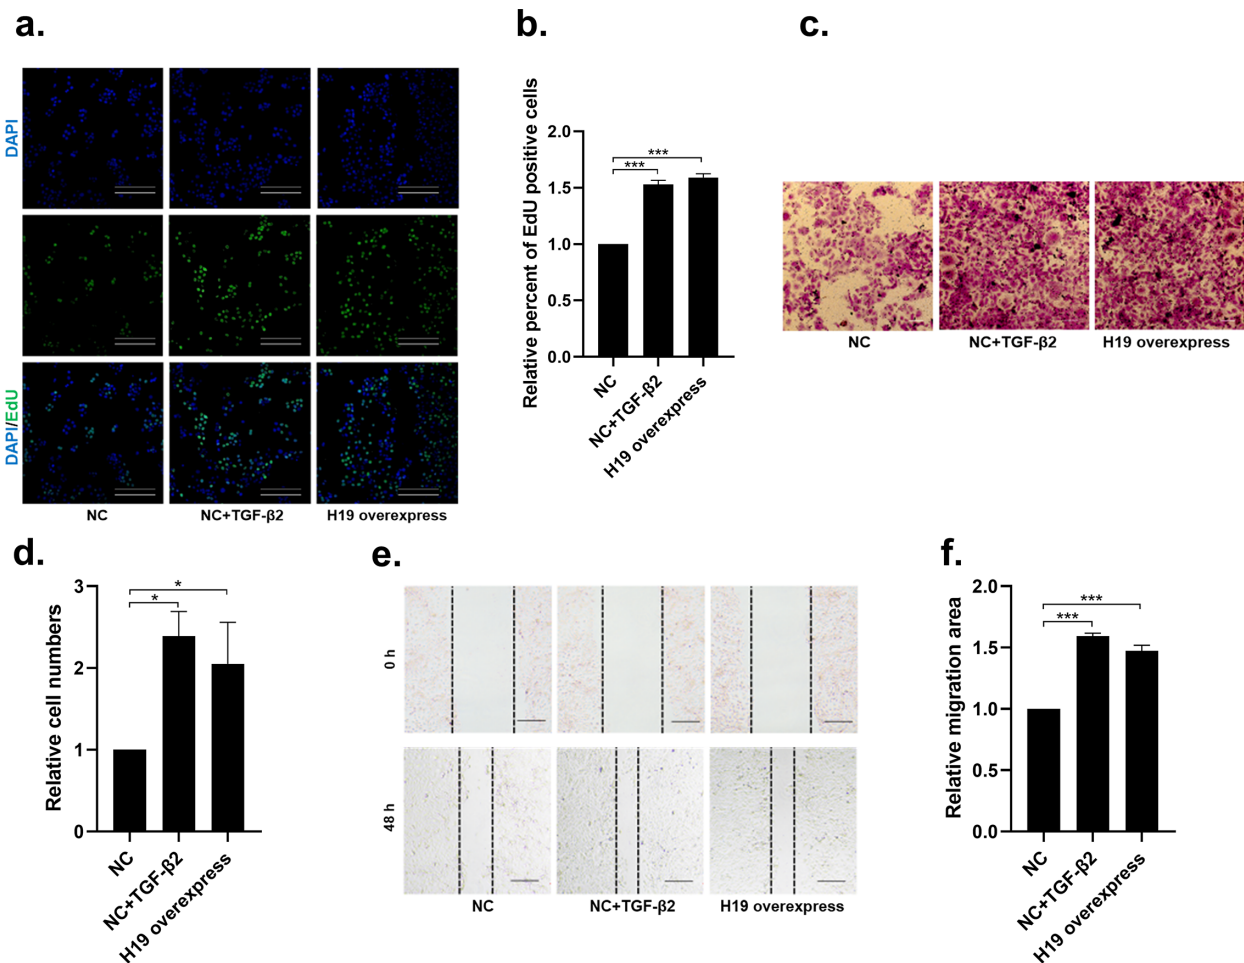 a.
DAPI
DAPI/EdU
NC
NC+TGF-β2
H19 overexpress
b.
Relative percent of EdU positive cells
2.0
1.5
1.0
0.5
0.0
***
***
NC
NC+TGF-β2
H19 overexpress
c.
NC
NC+TGF-β2
H19 overexpress
d.
Relative cell numbers
3
2
1
0
*
*
NC
NC+TGF-β2
H19 overexpress
e.
0 h
48 h
NC
NC+TGF-β2
H19 overexpress
f.
Relative migration area
2.0
1.5
1.0
0.5
0.0
***
***
NC
NC+TGF-β2
H19 overexpress